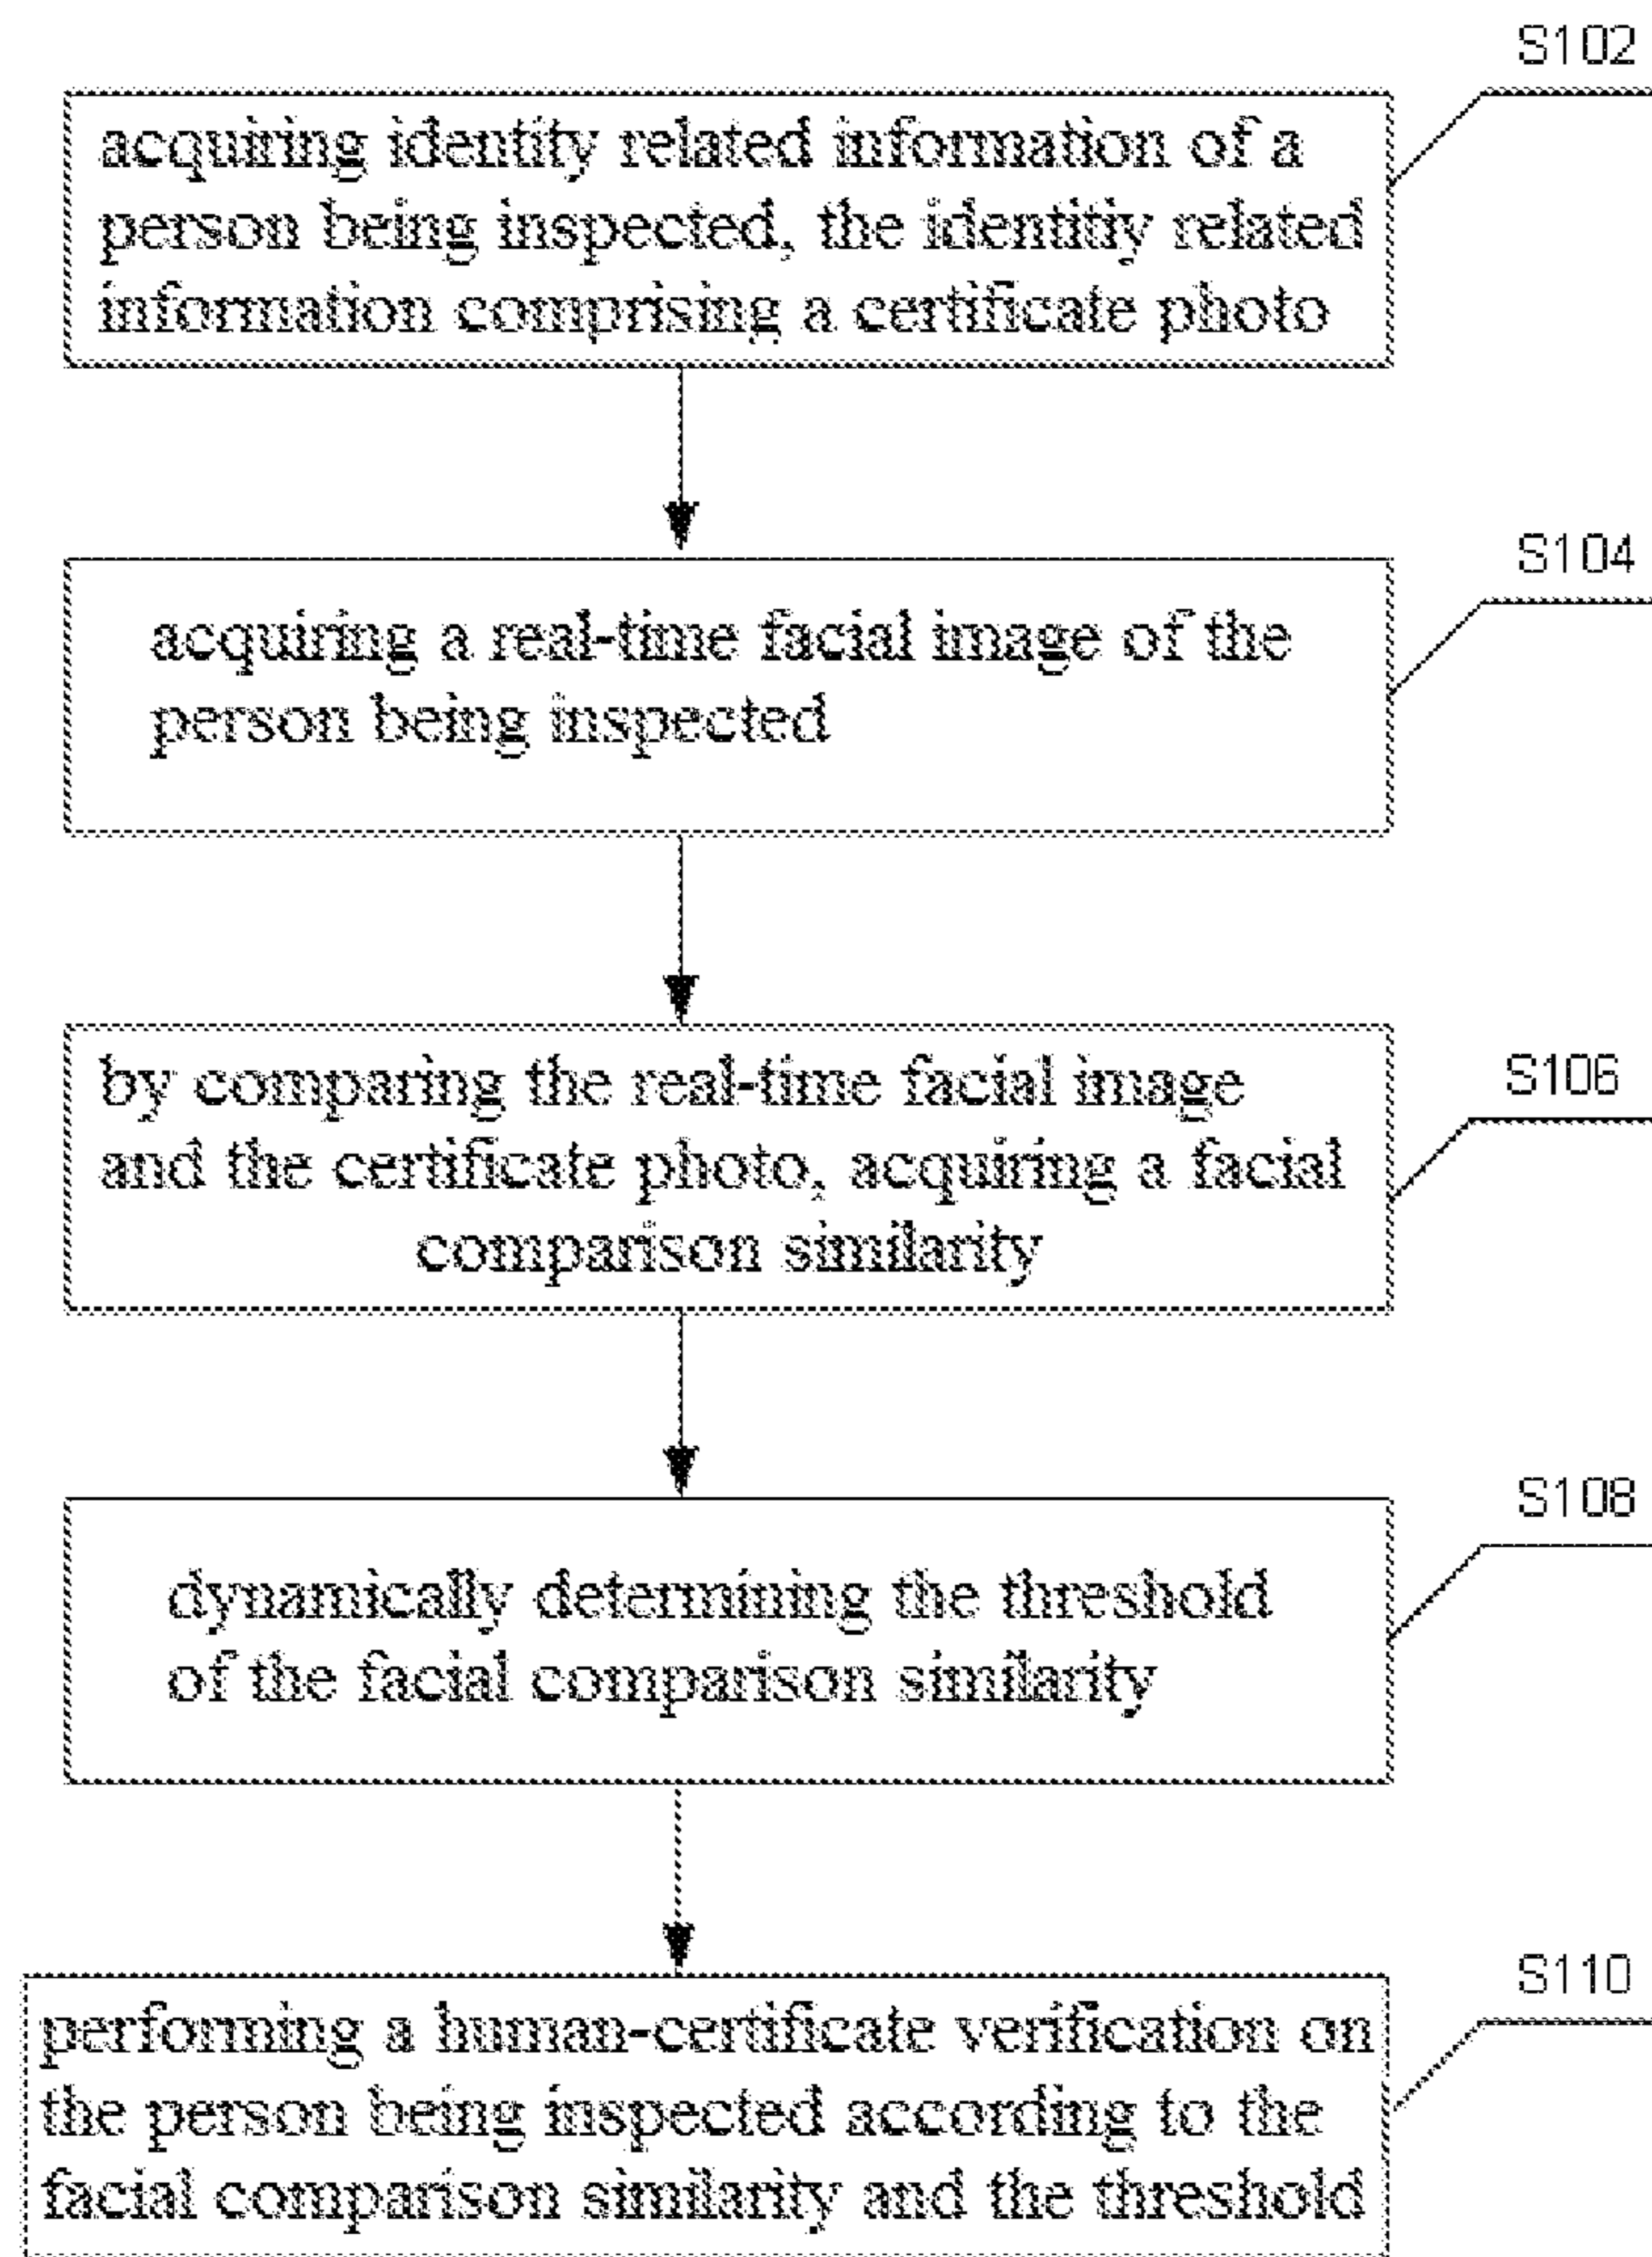 S102
acquiring identity related information of a
person being inspected, the identitiy related
information comprising a certificate photo
S104
acquiring a real-time facial image of the
person being inspected
S106
by comparing the real-time facial image
and the certificate photo, acquiring a facial
comparison similarity
S108
dynamically determining the threshold
of the facial comparison similarity
S110
performing a human-certificate verification on
the person being inspected according to the
facial comparison similarity and the threshold